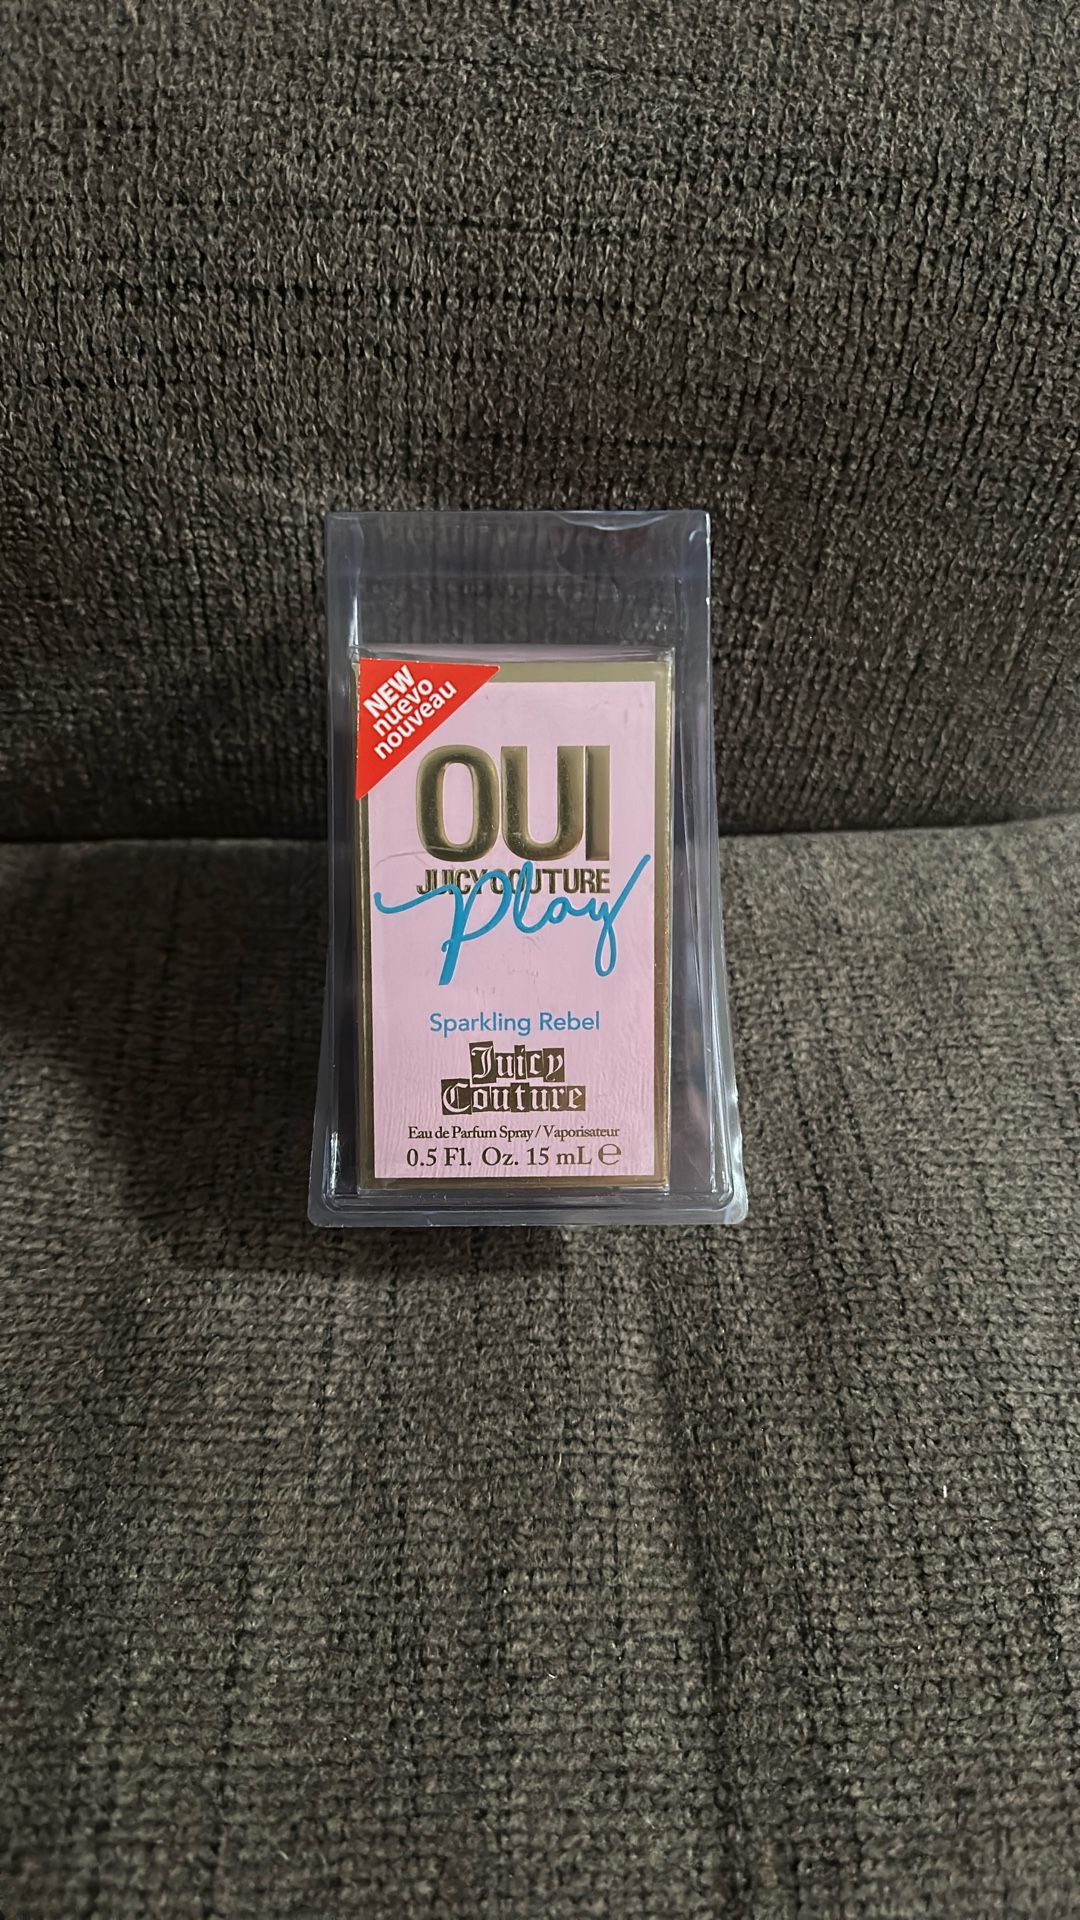 NEW
nuevo
nouveau
OUI
JUICY COUTURE
Play
Sparkling Rebel
Juicy
Couture
Eau de Parfum Spray / Vaporisateur
0.5 Fl. Oz. 15 mL ℮